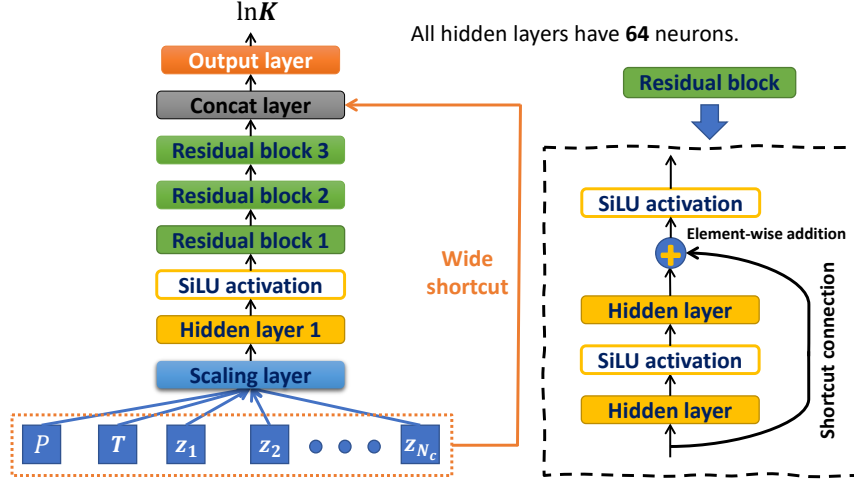 lnK
All hidden layers have 64 neurons.
Output layer
Concat layer
Residual block 3
Residual block 2
Residual block 1
SiLU activation
Hidden layer 1
Scaling layer
P
T
z₁
z₂
z_{N_c}
Wide
shortcut
Residual block
SiLU activation
Element-wise addition
+
Hidden layer
SiLU activation
Hidden layer
Shortcut connection